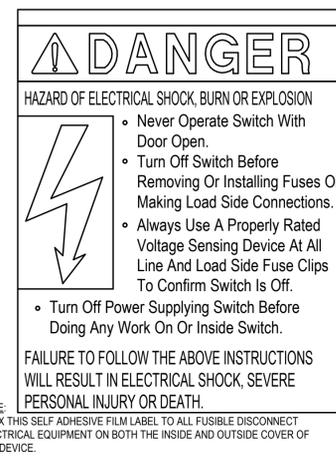 DANGER
HAZARD OF ELECTRICAL SHOCK, BURN OR EXPLOSION
• Never Operate Switch With
Door Open.
• Turn Off Switch Before
Removing Or Installing Fuses O
Making Load Side Connections.
• Always Use A Properly Rated
Voltage Sensing Device At All
Line And Load Side Fuse Clips
To Confirm Switch Is Off.
• Turn Off Power Supplying Switch Before
Doing Any Work On Or Inside Switch.
FAILURE TO FOLLOW THE ABOVE INSTRUCTIONS
WILL RESULT IN ELECTRICAL SHOCK, SEVERE
PERSONAL INJURY OR DEATH.
E:
X THIS SELF ADHESIVE FILM LABEL TO ALL FUSIBLE DISCONNECT
CTRICAL EQUIPMENT ON BOTH THE INSIDE AND OUTSIDE COVER OF
DEVICE.